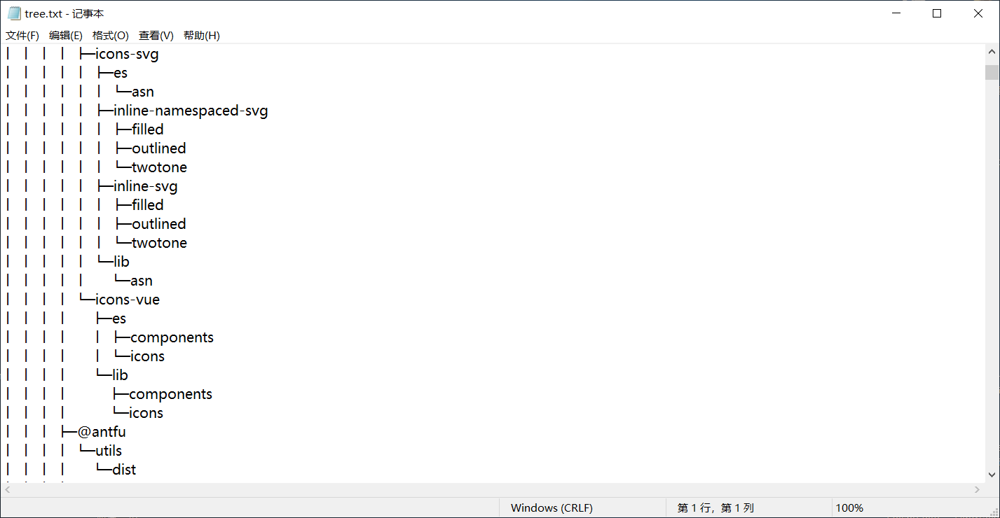 tree.txt - 记事本
文件(F) 编辑(E) 格式(O) 查看(V) 帮助(H)
│ │ │ │ ├─icons-svg
│ │ │ │ │ ├─es
│ │ │ │ │ │ └─asn
│ │ │ │ │ ├─inline-namespaced-svg
│ │ │ │ │ │ ├─filled
│ │ │ │ │ │ ├─outlined
│ │ │ │ │ │ └─twotone
│ │ │ │ │ ├─inline-svg
│ │ │ │ │ │ ├─filled
│ │ │ │ │ │ ├─outlined
│ │ │ │ │ │ └─twotone
│ │ │ │ │ └─lib
│ │ │ │ │   └─asn
│ │ │ │ └─icons-vue
│ │ │ │   ├─es
│ │ │ │   │ ├─components
│ │ │ │   │ └─icons
│ │ │ │   └─lib
│ │ │ │     ├─components
│ │ │ │     └─icons
│ │ │ ├─@antfu
│ │ │ │ └─utils
│ │ │ │   └─dist
Windows (CRLF) 第 1 行，第 1 列 100%